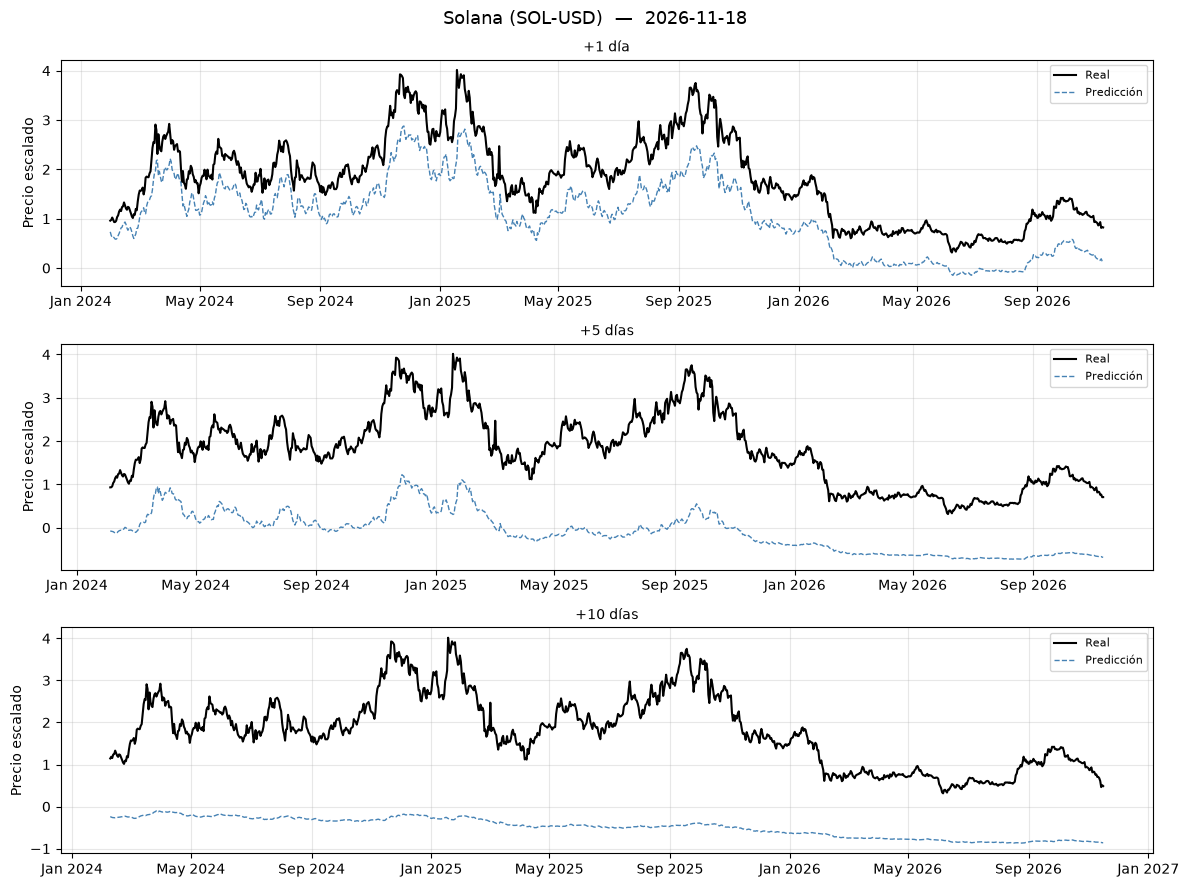 Solana (SOL-USD) — 2026-11-18
+1 día
Precio escalado
4
3
2
1
0
Real
Predicción
Jan 2024 May 2024 Sep 2024 Jan 2025 May 2025 Sep 2025 Jan 2026 May 2026 Sep 2026
+5 días
Precio escalado
4
3
2
1
0
Real
Predicción
Jan 2024 May 2024 Sep 2024 Jan 2025 May 2025 Sep 2025 Jan 2026 May 2026 Sep 2026
+10 días
Precio escalado
4
3
2
1
0
−1
Real
Predicción
Jan 2024 May 2024 Sep 2024 Jan 2025 May 2025 Sep 2025 Jan 2026 May 2026 Sep 2026 Jan 2027